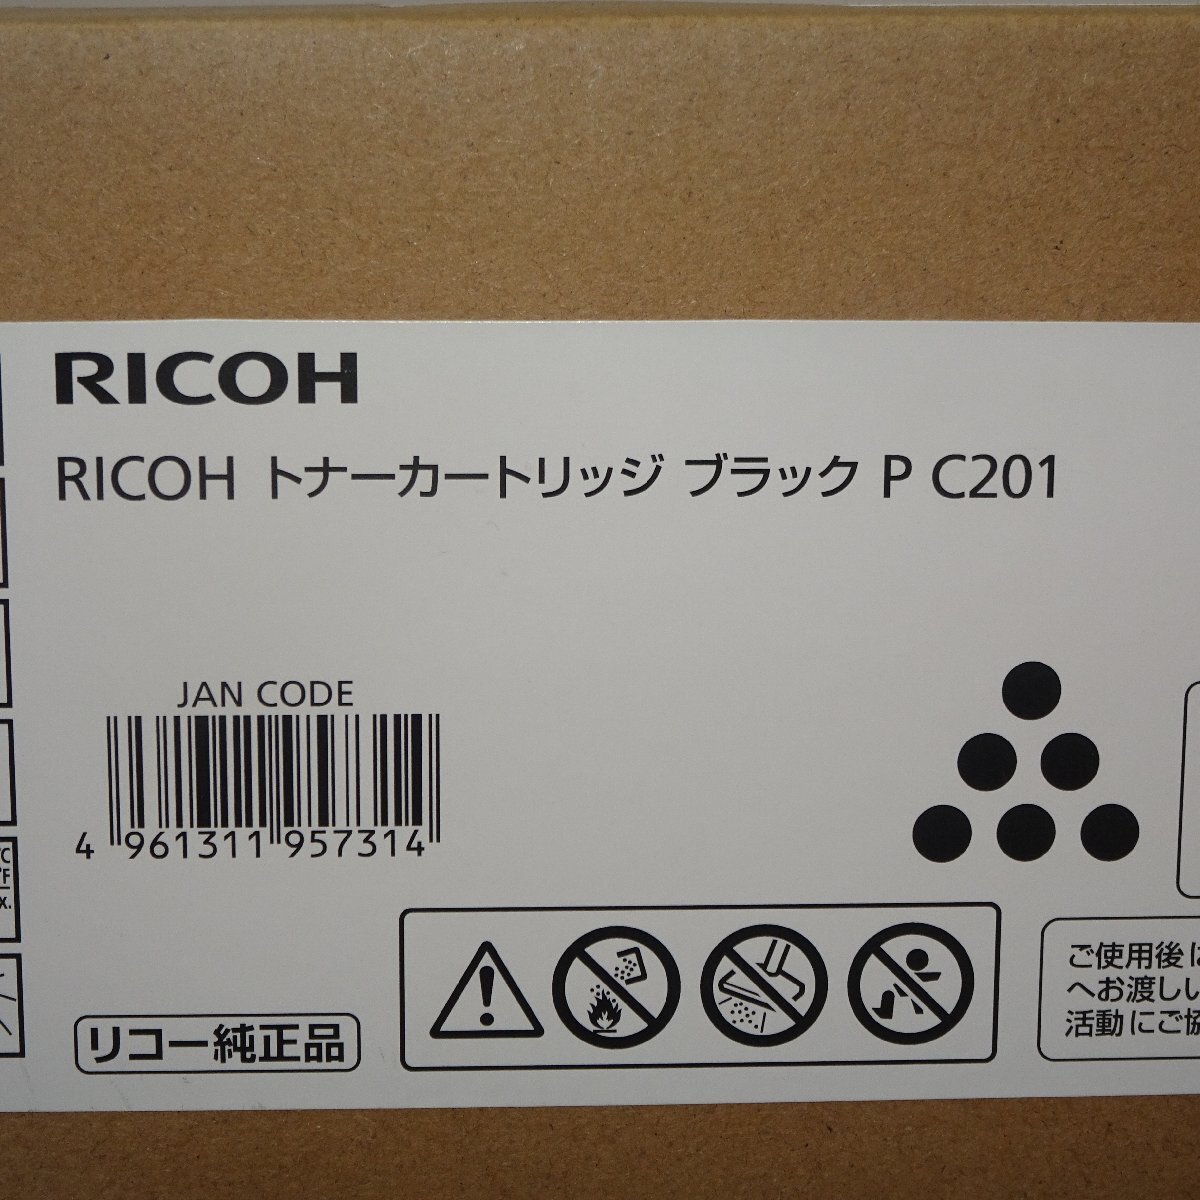 RICOH
RICOH トナーカートリッジ ブラック P C201
JAN CODE
4 961311 957314
°C
°F
x.
リコー純正品
ご使用後に
へお渡しい
活動にご協